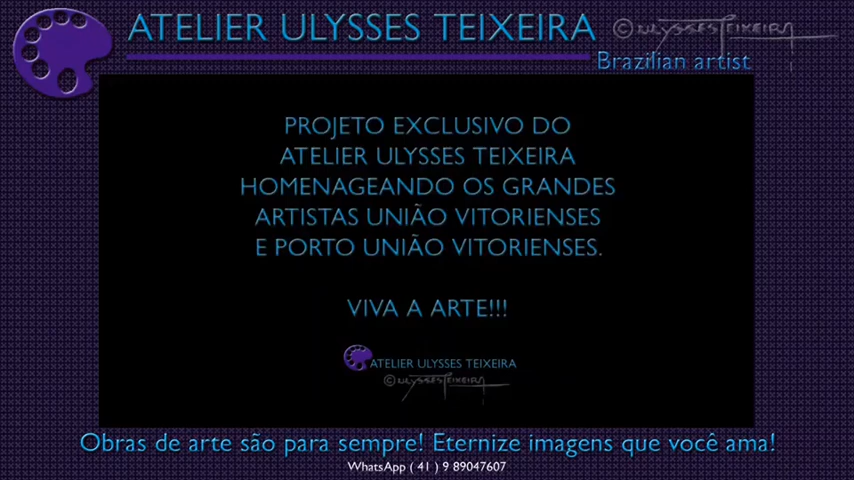 ATELIER ULYSSES TEIXEIRA
© ULYSSES TEIXEIRA
Brazilian artist
PROJETO EXCLUSIVO DO
ATELIER ULYSSES TEIXEIRA
HOMENAGEANDO OS GRANDES
ARTISTAS UNIÃO VITORIENSES
E PORTO UNIÃO VITORIENSES.
VIVA A ARTE!!!
ATELIER ULYSSES TEIXEIRA
© ULYSSES TEIXEIRA
Obras de arte são para sempre! Eternize imagens que você ama!
WhatsApp ( 41 ) 9 89047607